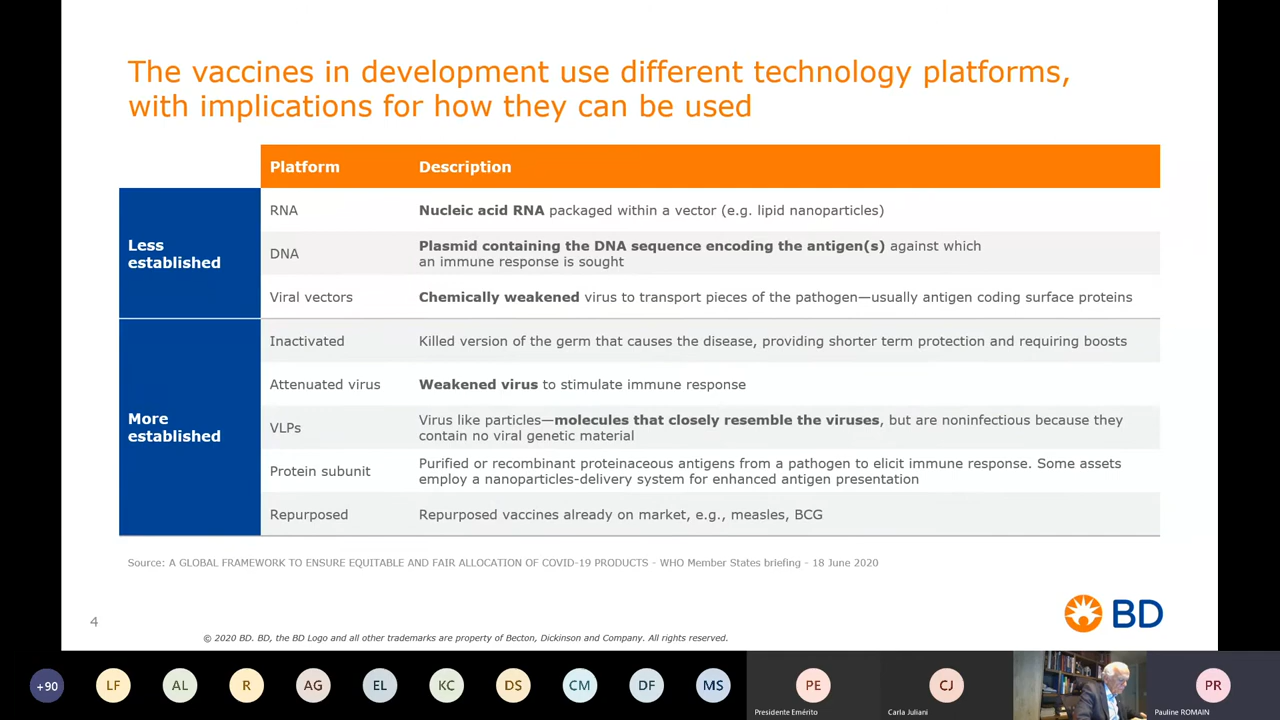 The vaccines in development use different technology platforms,
with implications for how they can be used
Platform Description
Less
established
RNA Nucleic acid RNA packaged within a vector (e.g. lipid nanoparticles)
DNA Plasmid containing the DNA sequence encoding the antigen(s) against which
an immune response is sought
Viral vectors Chemically weakened virus to transport pieces of the pathogen—usually antigen coding surface proteins
More
established
Inactivated Killed version of the germ that causes the disease, providing shorter term protection and requiring boosts
Attenuated virus Weakened virus to stimulate immune response
VLPs Virus like particles—molecules that closely resemble the viruses, but are noninfectious because they
contain no viral genetic material
Protein subunit Purified or recombinant proteinaceous antigens from a pathogen to elicit immune response. Some assets
employ a nanoparticles-delivery system for enhanced antigen presentation
Repurposed Repurposed vaccines already on market, e.g., measles, BCG
Source: A GLOBAL FRAMEWORK TO ENSURE EQUITABLE AND FAIR ALLOCATION OF COVID-19 PRODUCTS - WHO Member States briefing - 18 June 2020
BD
4
© 2020 BD. BD, the BD Logo and all other trademarks are property of Becton, Dickinson and Company. All rights reserved.
+90 LF AL R AG EL KC DS CM DF MS PE CJ PR
Presidente Emérito Carla Juliani Pauline ROMAIN